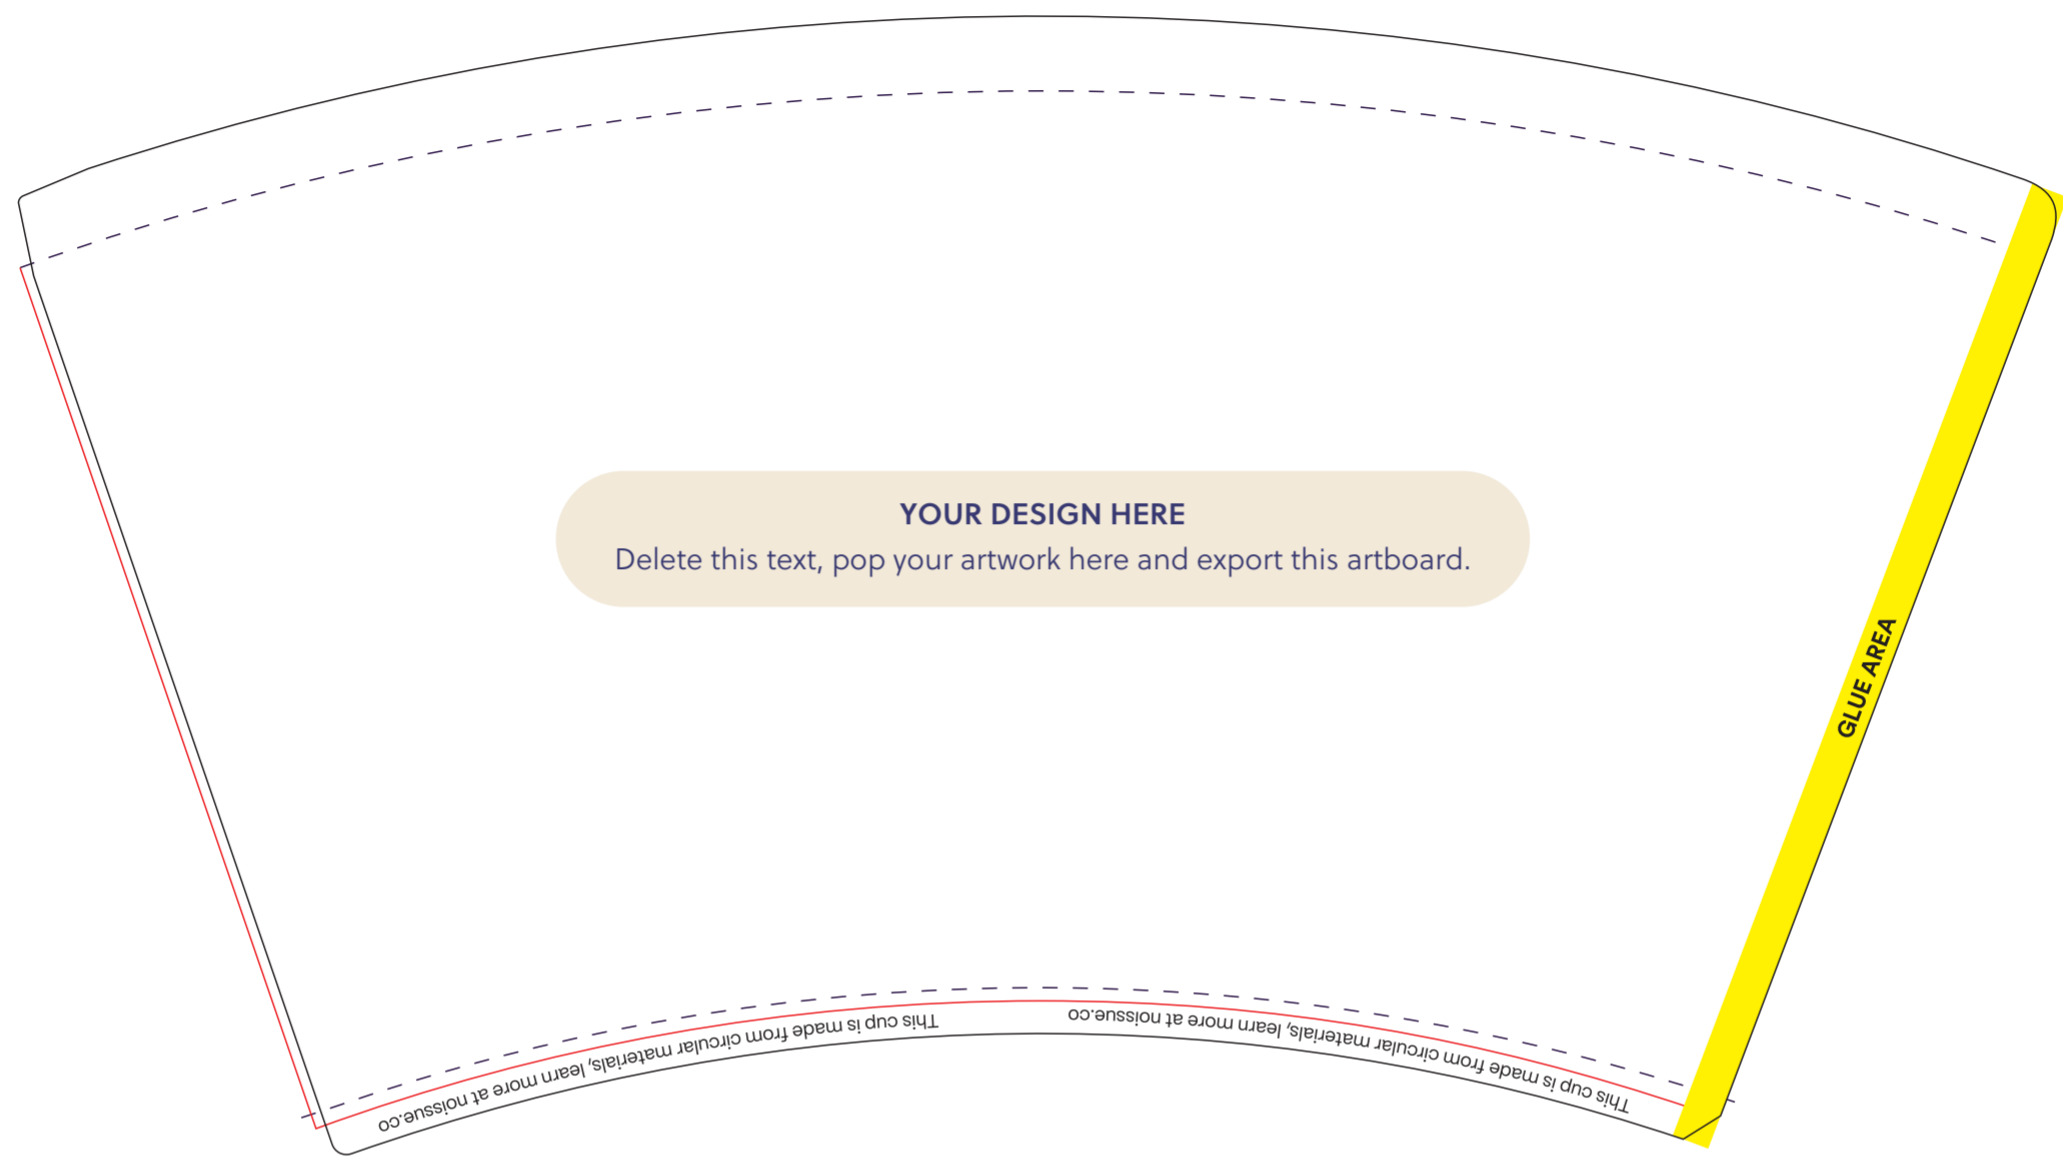 YOUR DESIGN HERE
Delete this text, pop your artwork here and export this artboard.
GLUE AREA
This cup is made from circular materials, learn more at noissue.co
This cup is made from circular materials, learn more at noissue.co